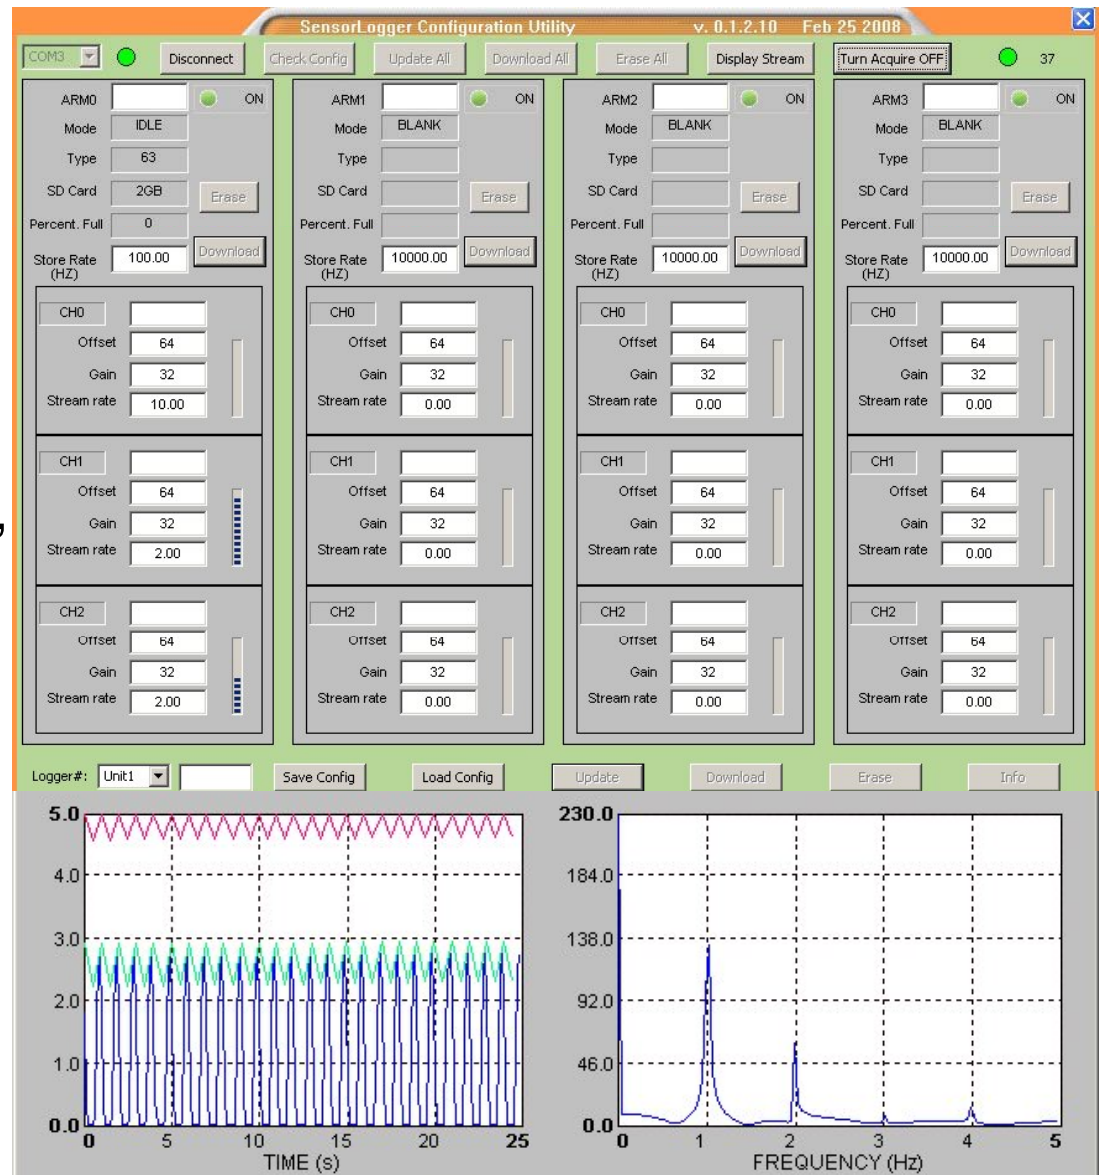 SensorLogger Configuration Utility v. 0.1.2.10 Feb 25 2008
COM3 Disconnect Check Config Update All Download All Erase All Display Stream Turn Acquire OFF 37
ARM0 ON ARM1 ON ARM2 ON ARM3 ON
Mode IDLE Mode BLANK Mode BLANK Mode BLANK
Type 63 Type Type Type
SD Card 2GB Erase SD Card Erase SD Card Erase SD Card Erase
Percent. Full 0 Percent. Full Percent. Full Percent. Full
Store Rate 100.00 Download Store Rate 10000.00 Download Store Rate 10000.00 Download Store Rate 10000.00 Download
(HZ) (HZ) (HZ) (HZ)
CH0 CH0 CH0 CH0
Offset 64 Offset 64 Offset 64 Offset 64
Gain 32 Gain 32 Gain 32 Gain 32
Stream rate 10.00 Stream rate 0.00 Stream rate 0.00 Stream rate 0.00
CH1 CH1 CH1 CH1
Offset 64 Offset 64 Offset 64 Offset 64
Gain 32 Gain 32 Gain 32 Gain 32
, Stream rate 2.00 Stream rate 0.00 Stream rate 0.00 Stream rate 0.00
CH2 CH2 CH2 CH2
Offset 64 Offset 64 Offset 64 Offset 64
Gain 32 Gain 32 Gain 32 Gain 32
Stream rate 2.00 Stream rate 0.00 Stream rate 0.00 Stream rate 0.00
Logger#: Unit1 Save Config Load Config Update Download Erase Info
5.0 230.0
4.0 184.0
3.0 138.0
2.0 92.0
1.0 46.0
0.0 0.0
0 5 10 15 20 25 0 1 2 3 4 5
TIME (s) FREQUENCY (Hz)